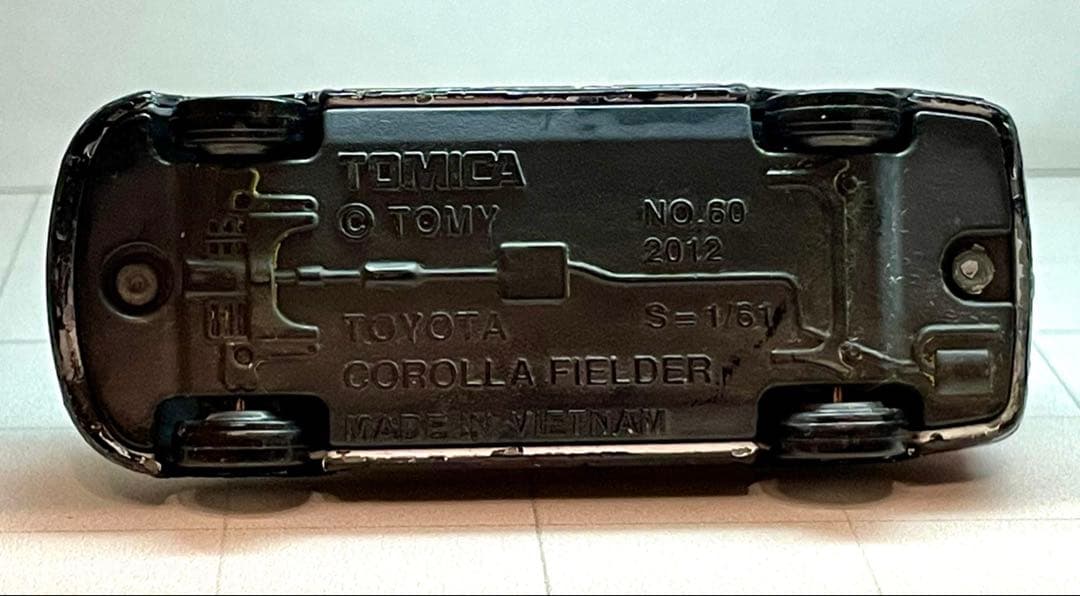 TOMICA
© TOMY
NO.60
2012
TOYOTA
S=1/61
COROLLA FIELDER
MADE IN VIETNAM